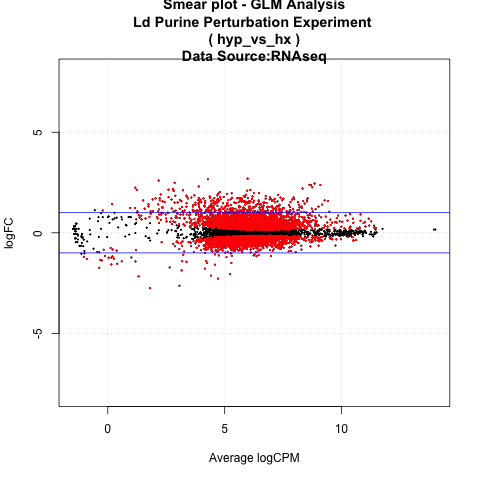 Smear plot - GLM Analysis
Ld Purine Perturbation Experiment
( hyp_vs_hx )
Data Source:RNAseq
5
0
-5
logFC
0 5 10
Average logCPM